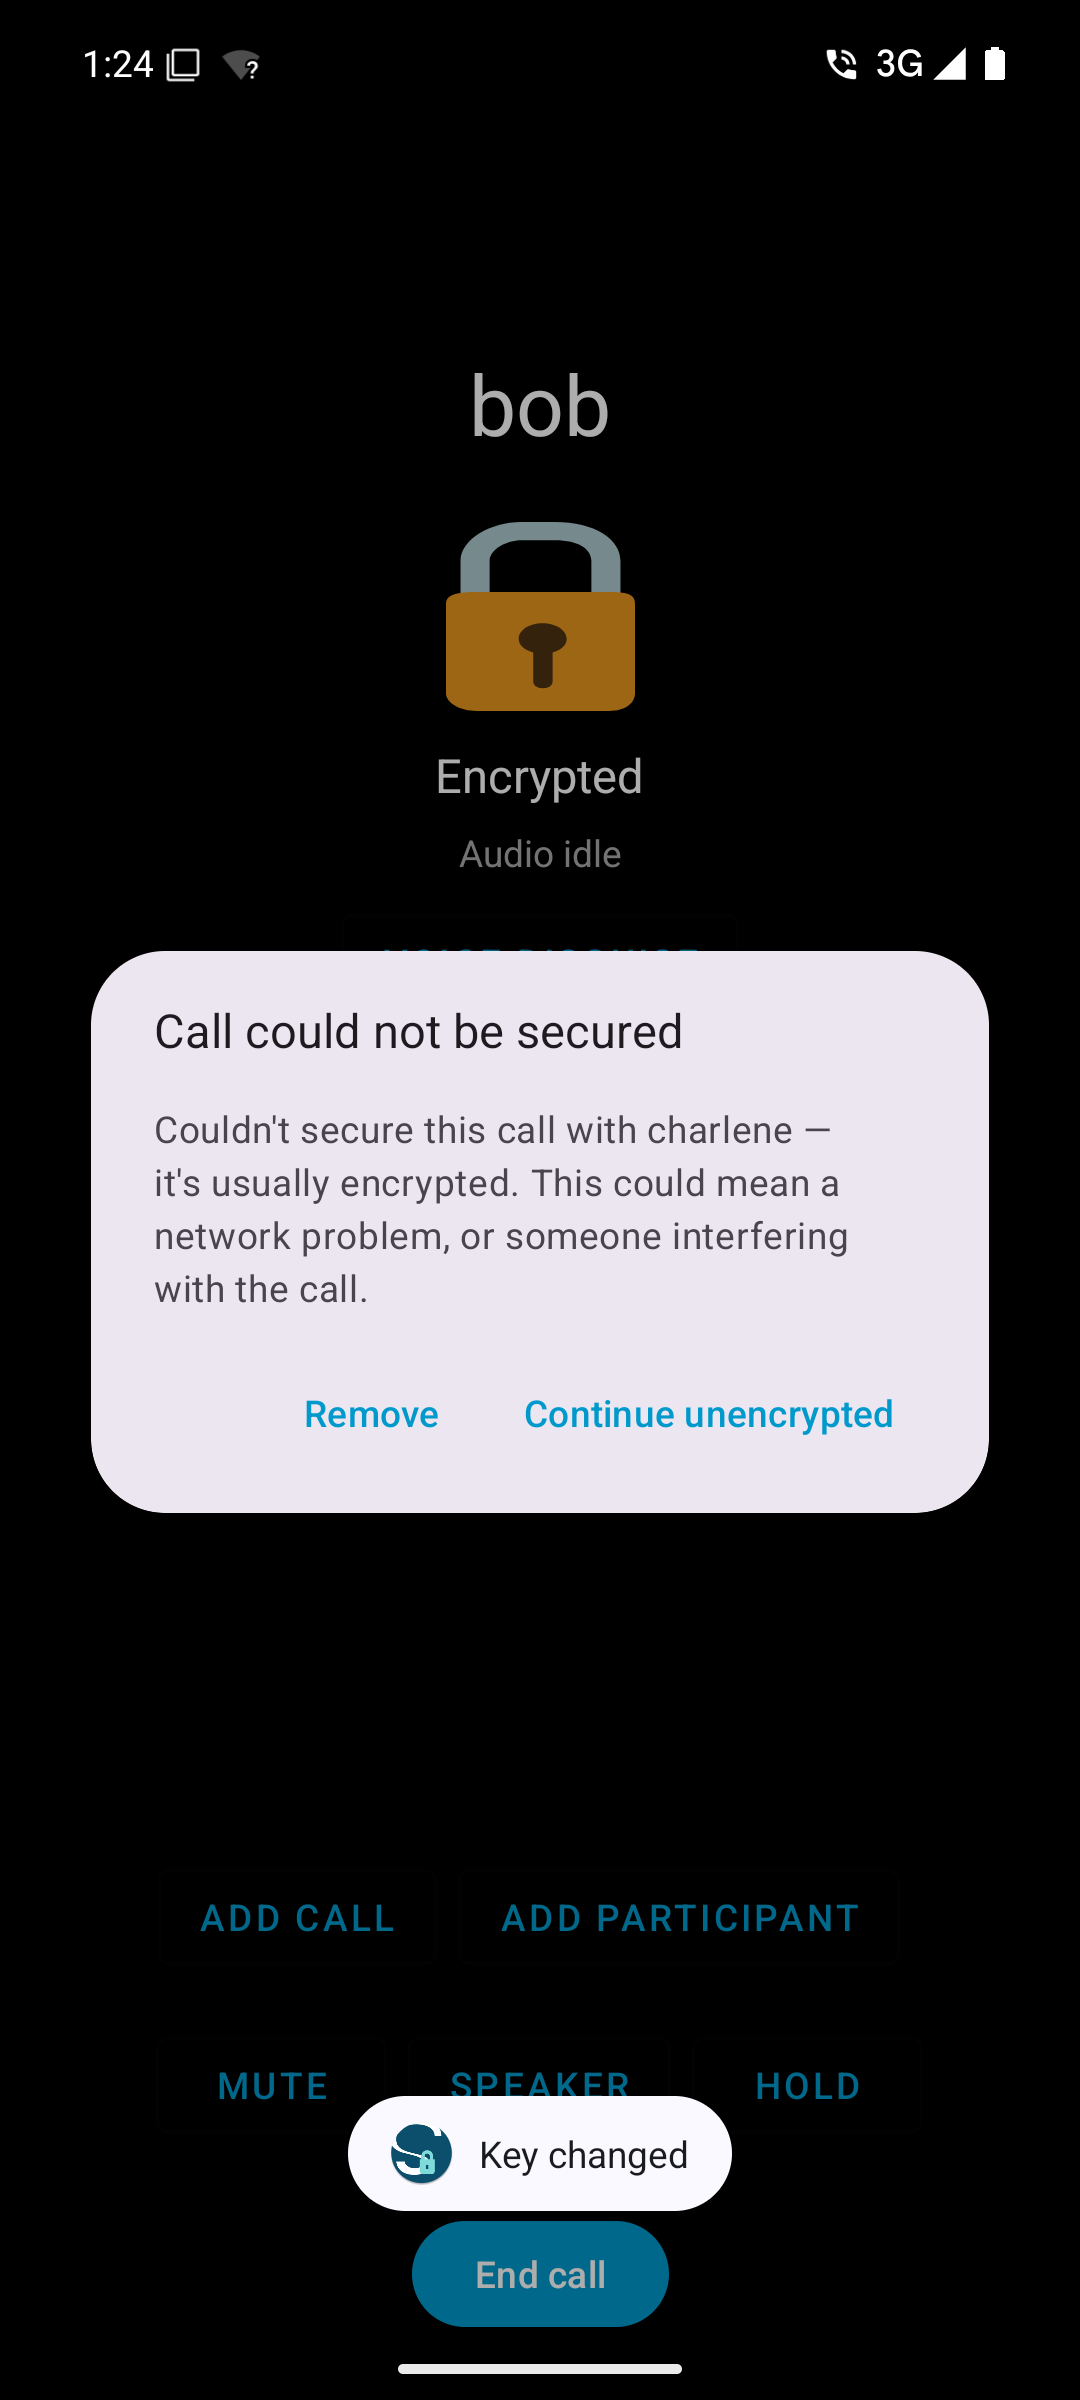 1:24
3G
bob
Encrypted
Audio idle
Call could not be secured
Couldn't secure this call with charlene —
it's usually encrypted. This could mean a
network problem, or someone interfering
with the call.
Remove Continue unencrypted
ADD CALL ADD PARTICIPANT
MUTE SPEAKER HOLD
Key changed
End call